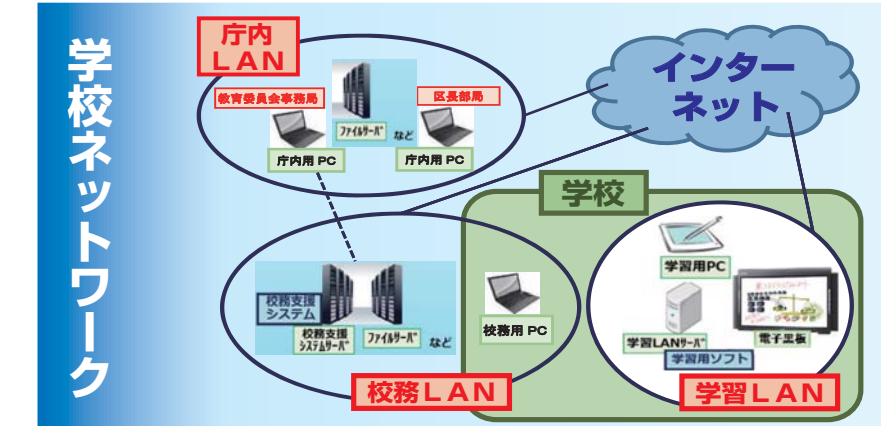 学校ネットワーク
庁内
LAN
教育委員会事務局
区長部局
ファイルサーバ など
庁内用 PC
庁内用 PC
インター
ネット
学校
校務支援
システム
校務支援
システムサーバ
ファイルサーバ など
校務用 PC
校務LAN
学習用PC
学習LANサーバ
学習用ソフト
電子黒板
学習LAN